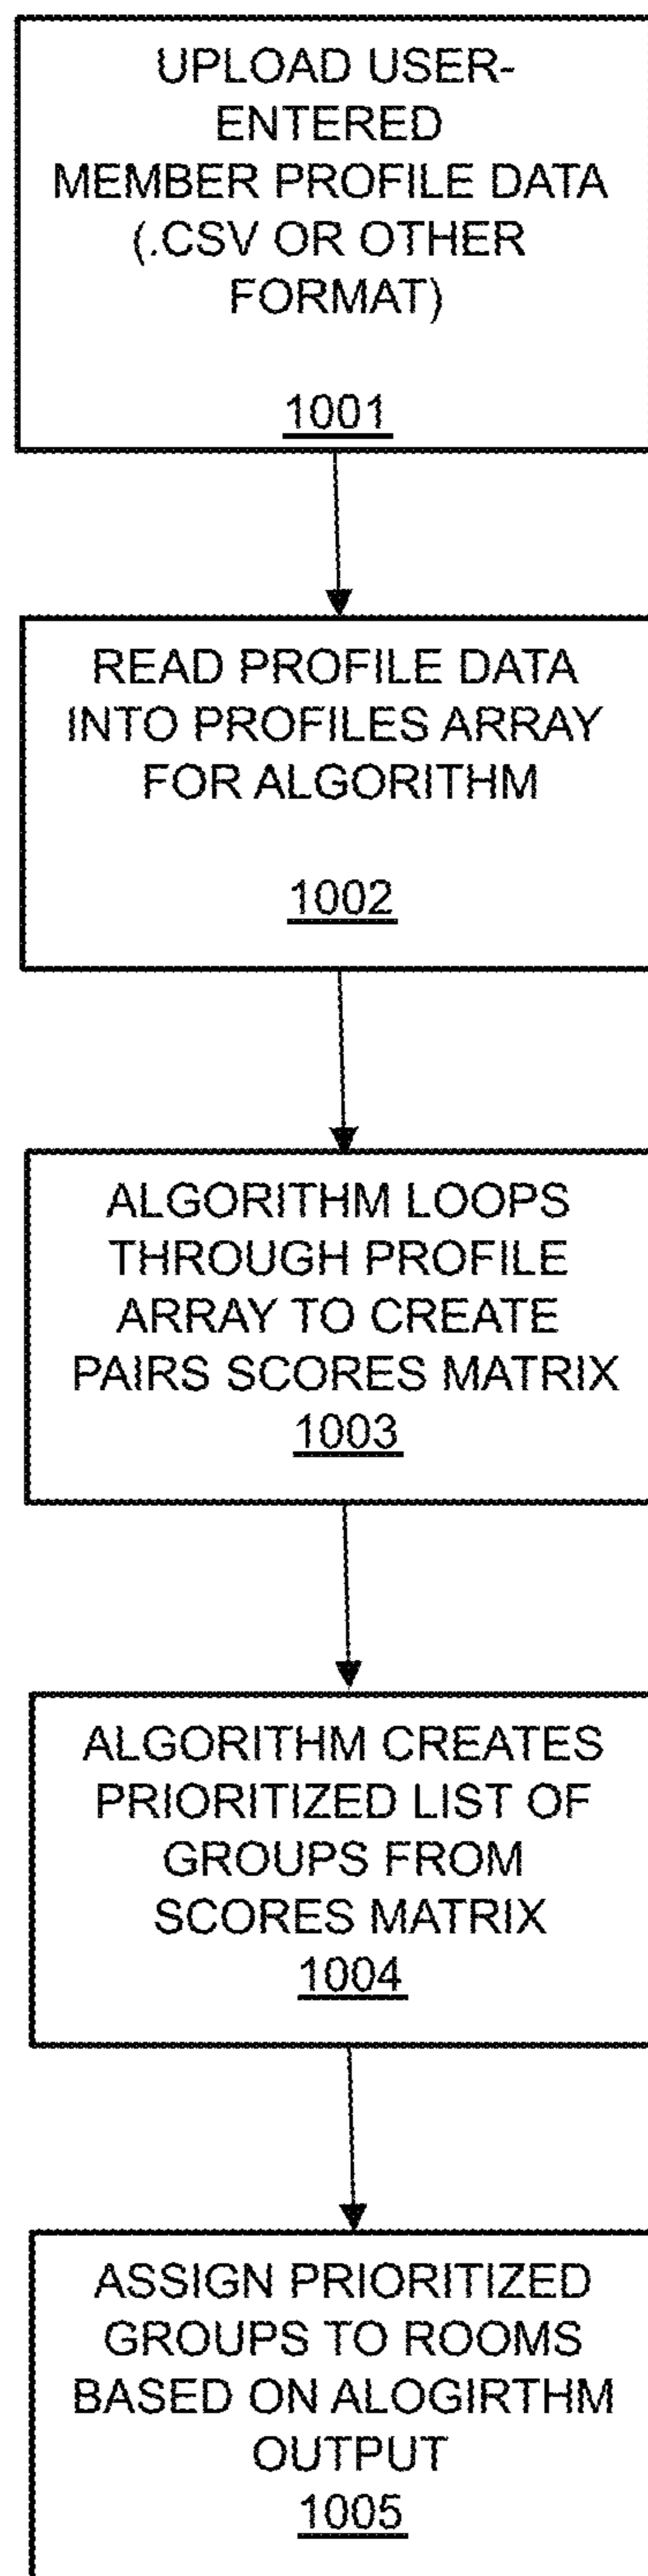 UPLOAD USER-
ENTERED
MEMBER PROFILE DATA
(.CSV OR OTHER
FORMAT)
1001
READ PROFILE DATA
INTO PROFILES ARRAY
FOR ALGORITHM
1002
ALGORITHM LOOPS
THROUGH PROFILE
ARRAY TO CREATE
PAIRS SCORES MATRIX
1003
ALGORITHM CREATES
PRIORITIZED LIST OF
GROUPS FROM
SCORES MATRIX
1004
ASSIGN PRIORITIZED
GROUPS TO ROOMS
BASED ON ALOGIRTHM
OUTPUT
1005